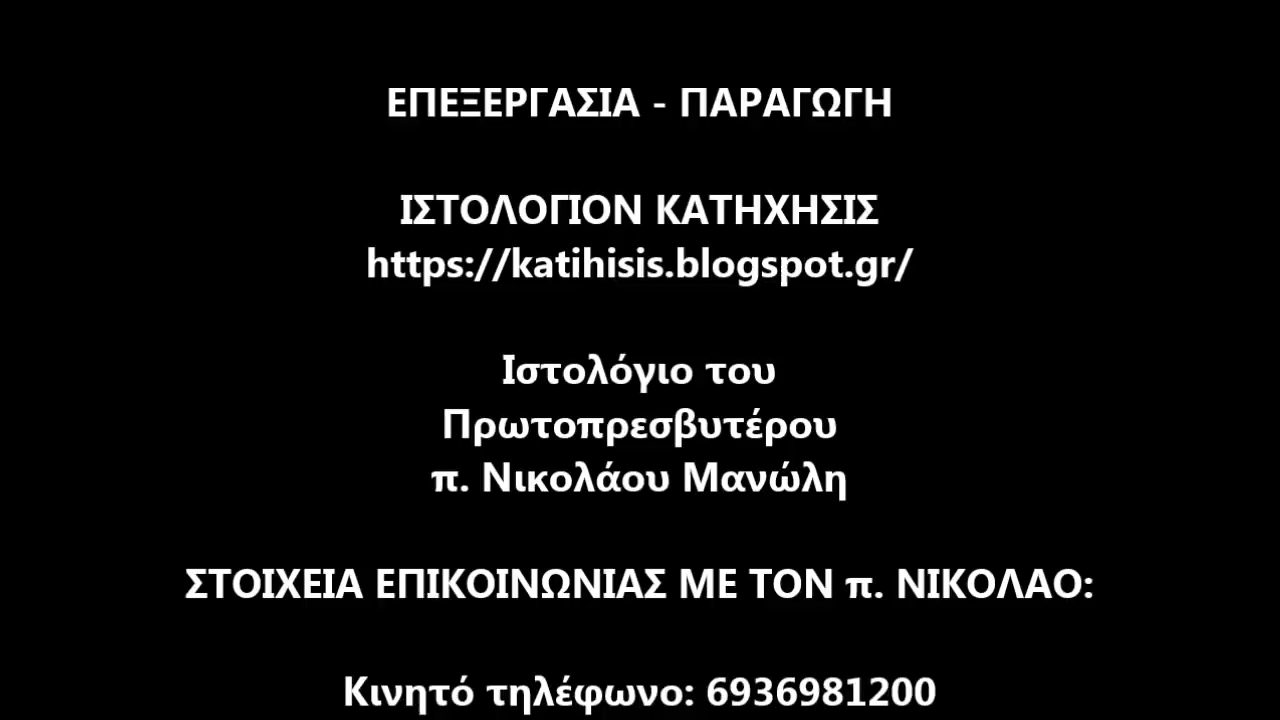 ΕΠΕΞΕΡΓΑΣΙΑ - ΠΑΡΑΓΩΓΗ
ΙΣΤΟΛΟΓΙΟΝ ΚΑΤΗΧΗΣΙΣ
https://katihisis.blogspot.gr/
Ιστολόγιο του
Πρωτοπρεσβυτέρου
π. Νικολάου Μανώλη
ΣΤΟΙΧΕΙΑ ΕΠΙΚΟΙΝΩΝΙΑΣ ΜΕ ΤΟΝ π. ΝΙΚΟΛΑΟ:
Κινητό τηλέφωνο: 6936981200